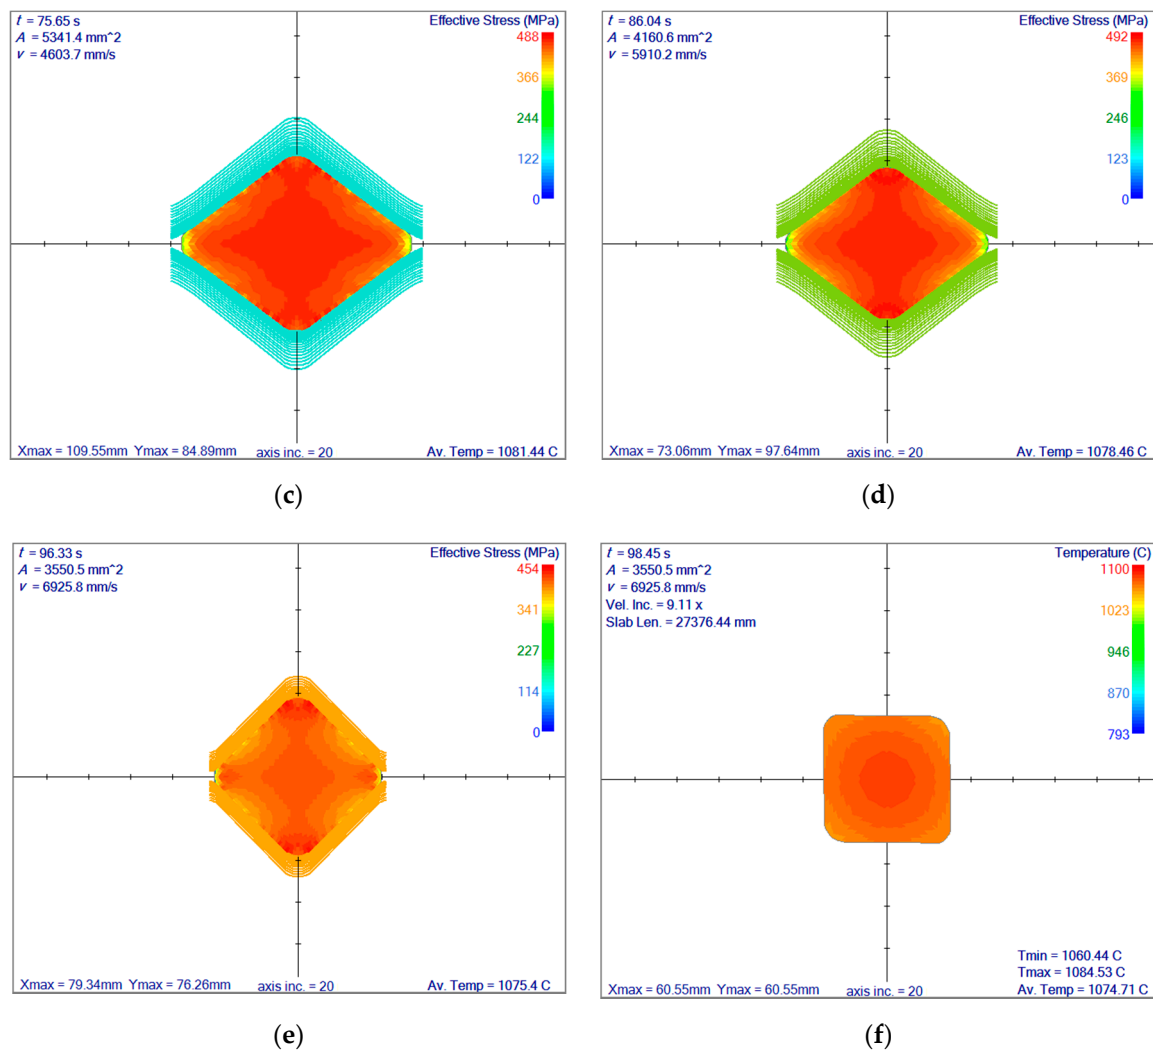 t = 75.65 s
A = 5341.4 mm^2
v = 4603.7 mm/s
Effective Stress (MPa)
488
366
244
122
0
Xmax = 109.55mm Ymax = 84.89mm
axis inc. = 20
Av. Temp = 1081.44 C
(c)
t = 86.04 s
A = 4160.6 mm^2
v = 5910.2 mm/s
Effective Stress (MPa)
492
369
246
123
0
Xmax = 73.06mm Ymax = 97.64mm
axis inc. = 20
Av. Temp = 1078.46 C
(d)
t = 96.33 s
A = 3550.5 mm^2
v = 6925.8 mm/s
Effective Stress (MPa)
454
341
227
114
0
Xmax = 79.34mm Ymax = 76.26mm
axis inc. = 20
Av. Temp = 1075.4 C
(e)
t = 98.45 s
A = 3550.5 mm^2
v = 6925.8 mm/s
Vel. Inc. = 9.11 x
Slab Len. = 27376.44 mm
Temperature (C)
1100
1023
946
870
793
Tmin = 1060.44 C
Tmax = 1084.53 C
Xmax = 60.55mm Ymax = 60.55mm
axis inc. = 20
Av. Temp = 1074.71 C
(f)